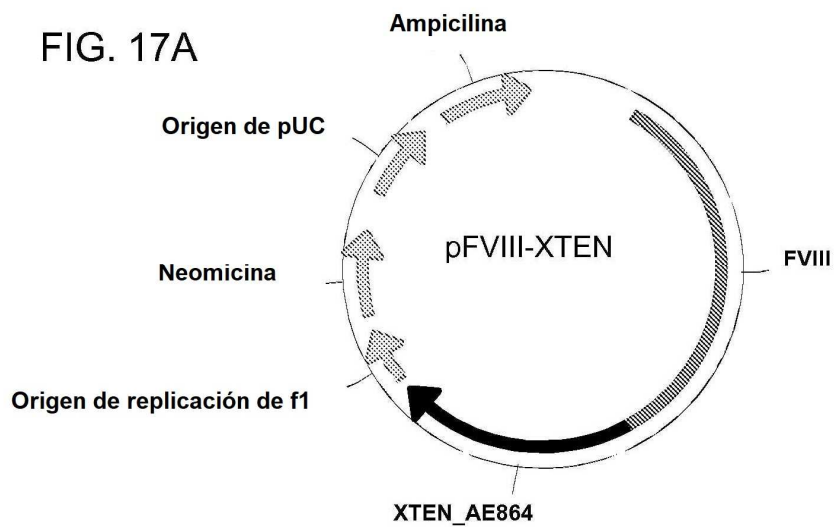 FIG. 17A
Ampicilina
Origen de pUC
pFVIII-XTEN
FVIII
Neomicina
Origen de replicación de f1
XTEN_AE864